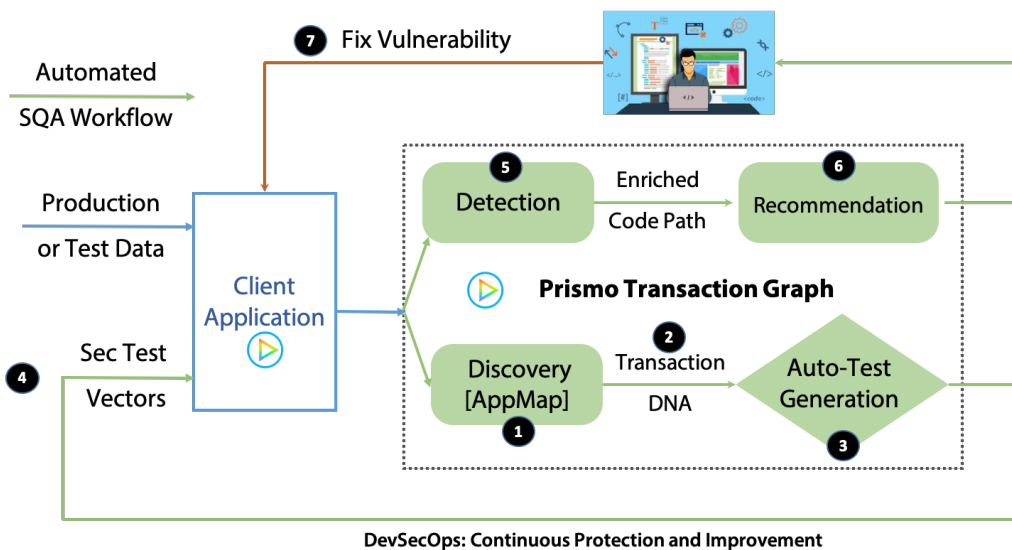 7 Fix Vulnerability
Automated
SQA Workflow
Production
or Test Data
Client
Application
4 Sec Test
Vectors
5
Detection
Enriched
Code Path
6
Recommendation
Prismo Transaction Graph
Discovery
[AppMap]
1
2
Transaction
DNA
Auto-Test
Generation
3
DevSecOps: Continuous Protection and Improvement
T
</>
</..>
[#]
</>
<code>